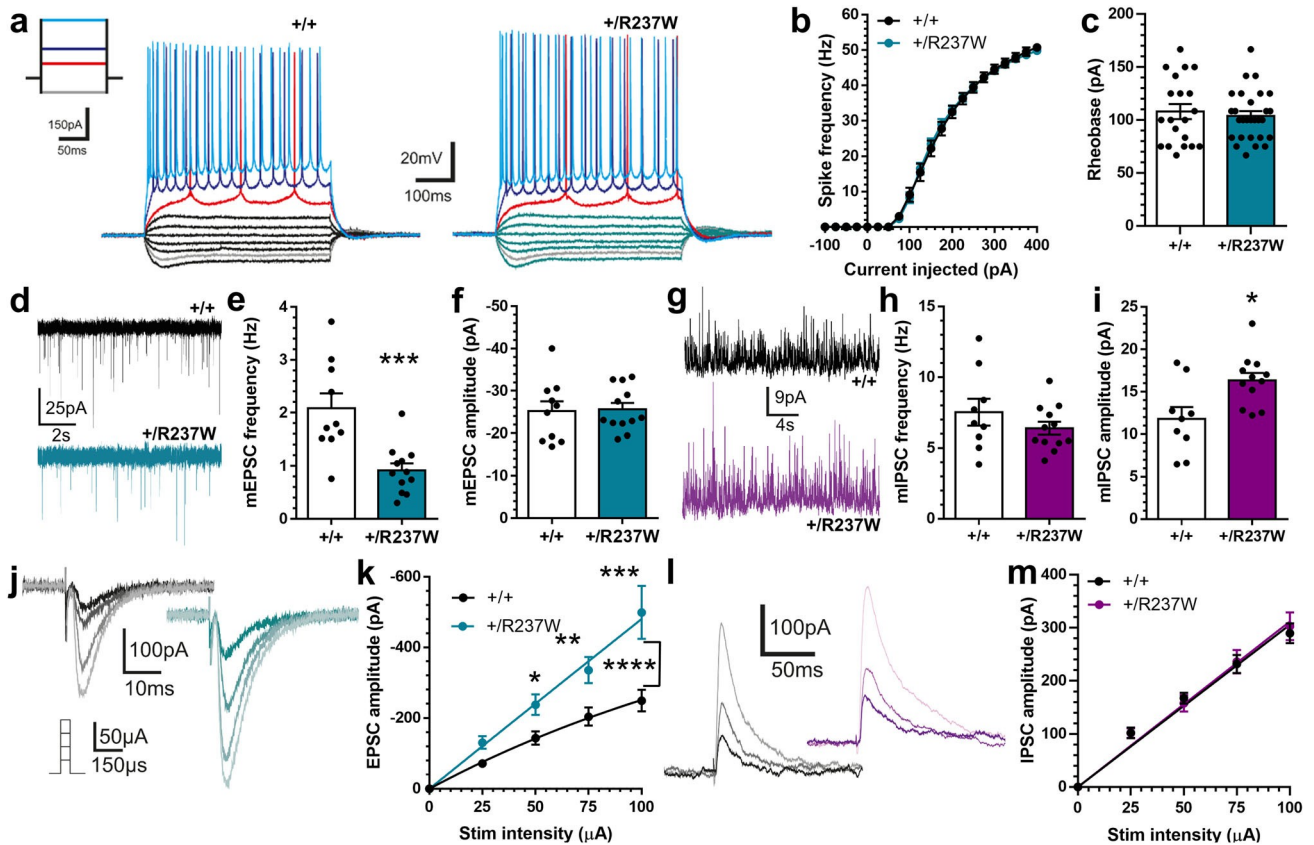 a
+/+
+/R237W
150pA
50ms
20mV
100ms
b
+/+
+/R237W
Spike frequency (Hz)
60
50
40
30
20
10
0
-100
0
100
200
300
400
Current injected (pA)
c
Rheobase (pA)
200
150
100
50
0
+/+
+/R237W
d
+/+
25pA
2s
+/R237W
e
mEPSC frequency (Hz)
4
3
2
1
0
***
+/+
+/R237W
f
mEPSC amplitude (pA)
-50
-40
-30
-20
-10
0
+/+
+/R237W
g
+/+
9pA
4s
+/R237W
h
mIPSC frequency (Hz)
15
10
5
0
+/+
+/R237W
i
mIPSC amplitude (pA)
25
20
15
10
5
0
*
+/+
+/R237W
j
100pA
10ms
50µA
150µs
k
+/+
+/R237W
EPSC amplitude (pA)
-600
-400
-200
0
*
**
***
****
0
25
50
75
100
Stim intensity (µA)
l
100pA
50ms
m
+/+
+/R237W
IPSC amplitude (pA)
400
300
200
100
0
0
25
50
75
100
Stim intensity (µA)